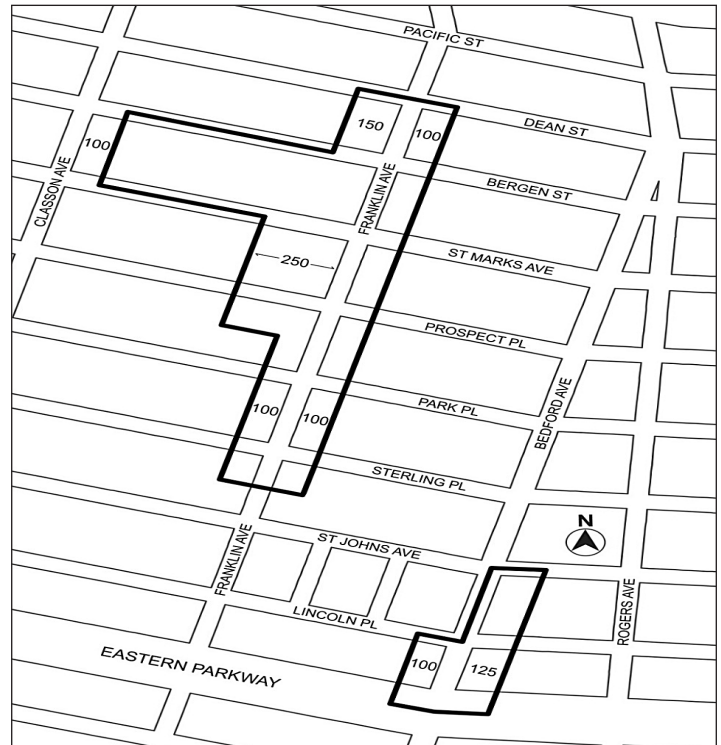 PACIFIC ST
150
100
DEAN ST
100
CLASSON AVE
FRANKLIN AVE
BERGEN ST
250
ST MARKS AVE
PROSPECT PL
BEDFORD AVE
PARK PL
100
100
STERLING PL
N
FRANKLIN AVE
ST JOHNS AVE
ROGERS AVE
LINCOLN PL
EASTERN PARKWAY
100
125